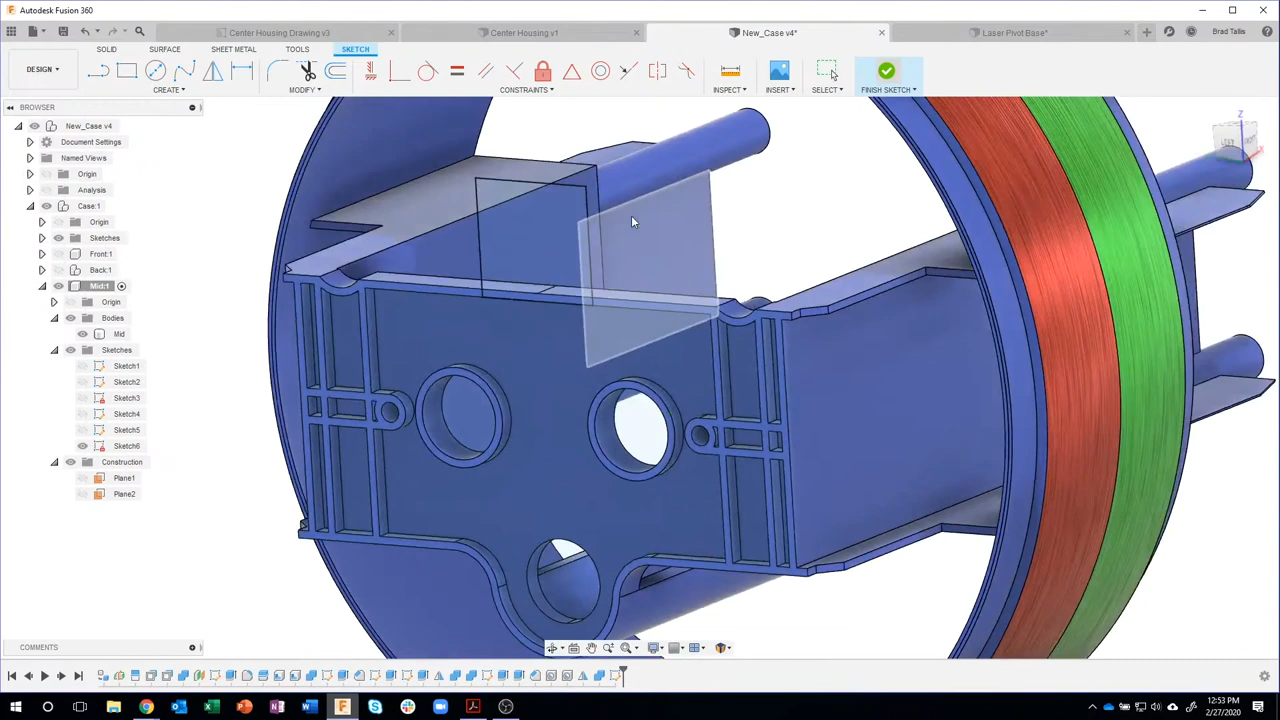 Autodesk Fusion 360
Center Housing Drawing v3
Center Housing v1
New_Case v4*
Laser Pivot Base*
Brad Tallis
SOLID
SURFACE
SHEET METAL
TOOLS
SKETCH
DESIGN
CREATE
MODIFY
CONSTRAINTS
INSPECT
INSERT
SELECT
FINISH SKETCH
BROWSER
New_Case v4
Document Settings
Named Views
Origin
Analysis
Case:1
Origin
Sketches
Front:1
Back:1
Mid:1
Origin
Bodies
Mid
Sketches
Sketch1
Sketch2
Sketch3
Sketch4
Sketch5
Sketch6
Construction
Plane1
Plane2
Z
X
COMMENTS
12:53 PM
2/27/2020